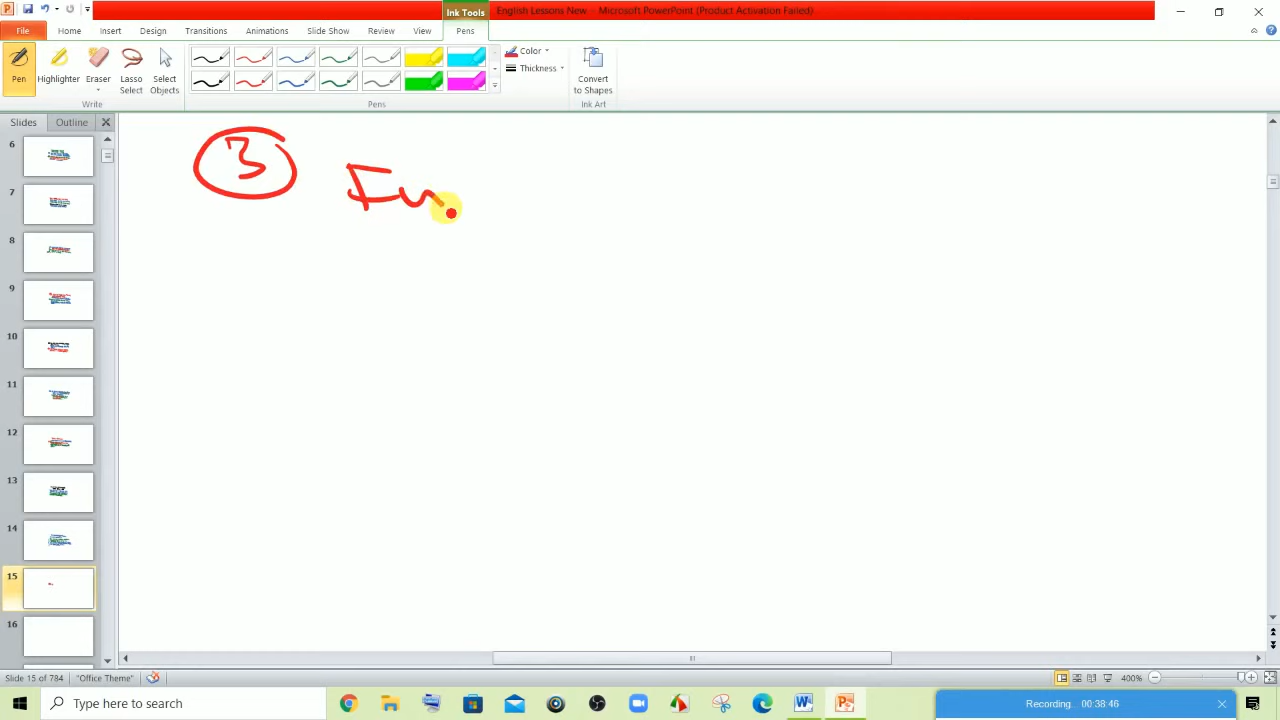 Ink Tools
English Lessons New - Microsoft PowerPoint (Product Activation Failed)
File Home Insert Design Transitions Animations Slide Show Review View Pens
Pen Highlighter Eraser Lasso Select Select Objects
Color Thickness
Convert to Shapes
Write Pens Ink Art
Slides Outline
3
6
7
8
9
10
11
12
13
14
15
16
Slide 15 of 784 "Office Theme" 400%
Type here to search
Recording... 00:38:46